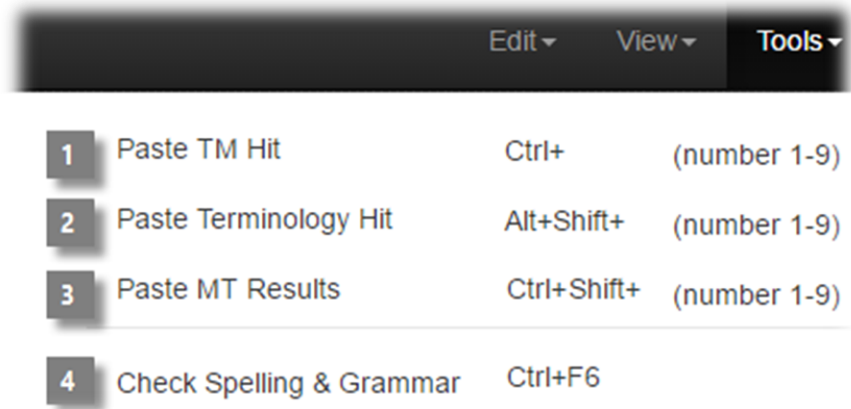 Edit View Tools
1 Paste TM Hit Ctrl+ (number 1-9)
2 Paste Terminology Hit Alt+Shift+ (number 1-9)
3 Paste MT Results Ctrl+Shift+ (number 1-9)
4 Check Spelling & Grammar Ctrl+F6